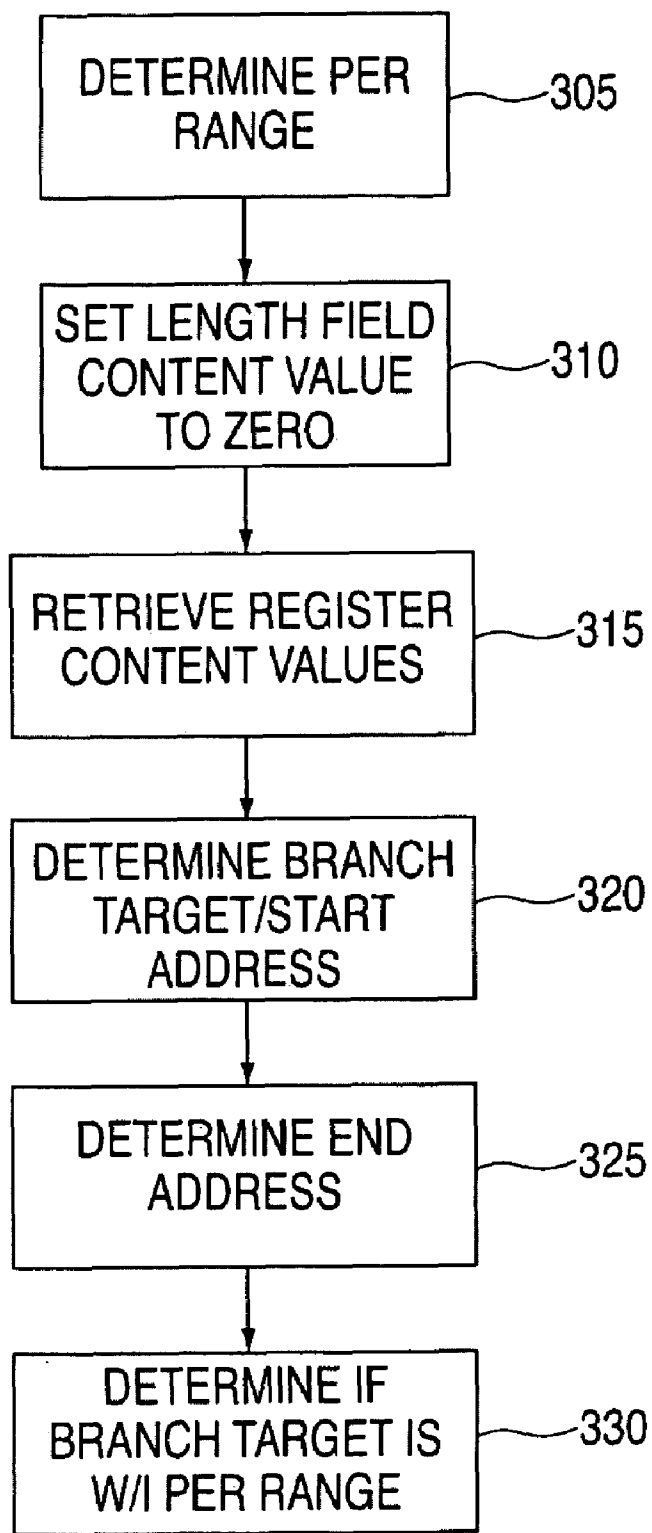 DETERMINE PER
RANGE
305
SET LENGTH FIELD
CONTENT VALUE
TO ZERO
310
RETRIEVE REGISTER
CONTENT VALUES
315
DETERMINE BRANCH
TARGET/START
ADDRESS
320
DETERMINE END
ADDRESS
325
DETERMINE IF
BRANCH TARGET IS
W/I PER RANGE
330